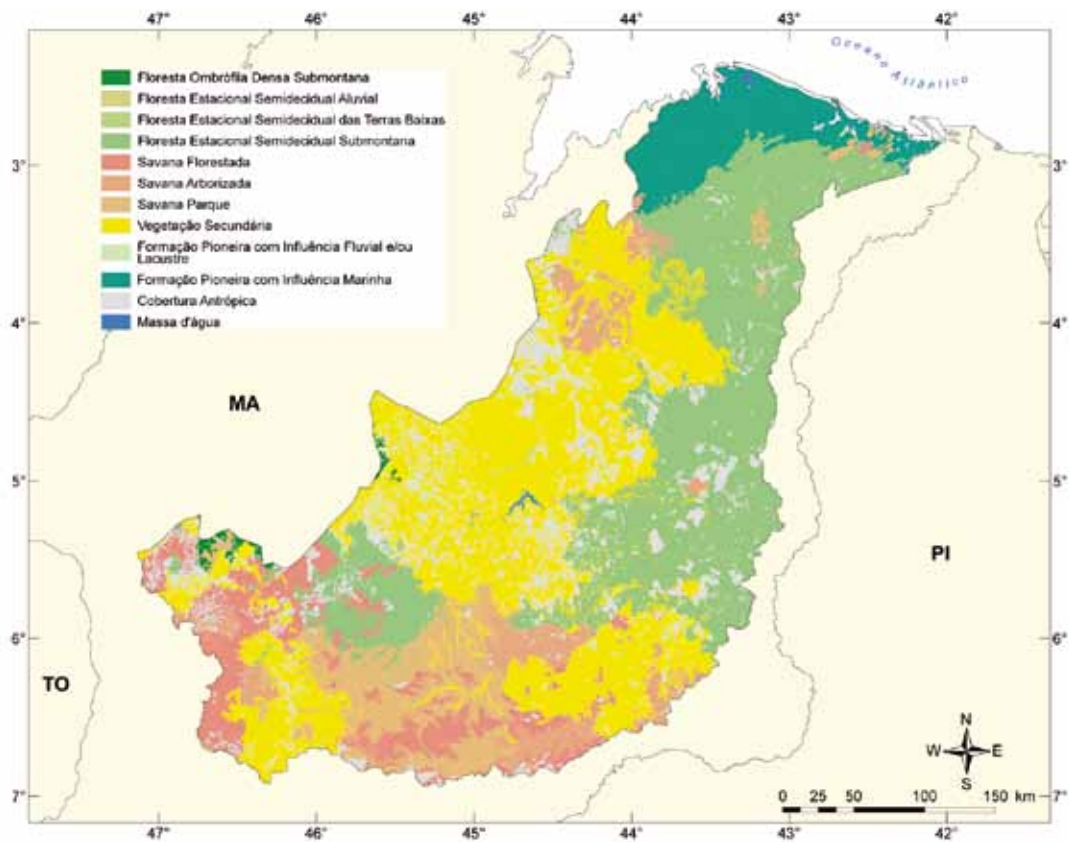 47° 46° 45° 44° 43° 42°
Oceano Atlântico
Floresta Ombrófila Densa Submontana
Floresta Estacional Semidecidual Aluvial
Floresta Estacional Semidecidual das Terras Baixas
Floresta Estacional Semidecidual Submontana
Savana Florestada
Savana Arborizada
Savana Parque
Vegetação Secundária
Formação Pioneira com Influência Fluvial e/ou
Lacustre
Formação Pioneira com Influência Marinha
Cobertura Antrópica
Massa d'água
3° 3°
4° 4°
MA
5° 5°
PI
6° 6°
TO
N
W E
S
7° 7°
0 25 50 100 150 km
47° 46° 45° 44° 43° 42°